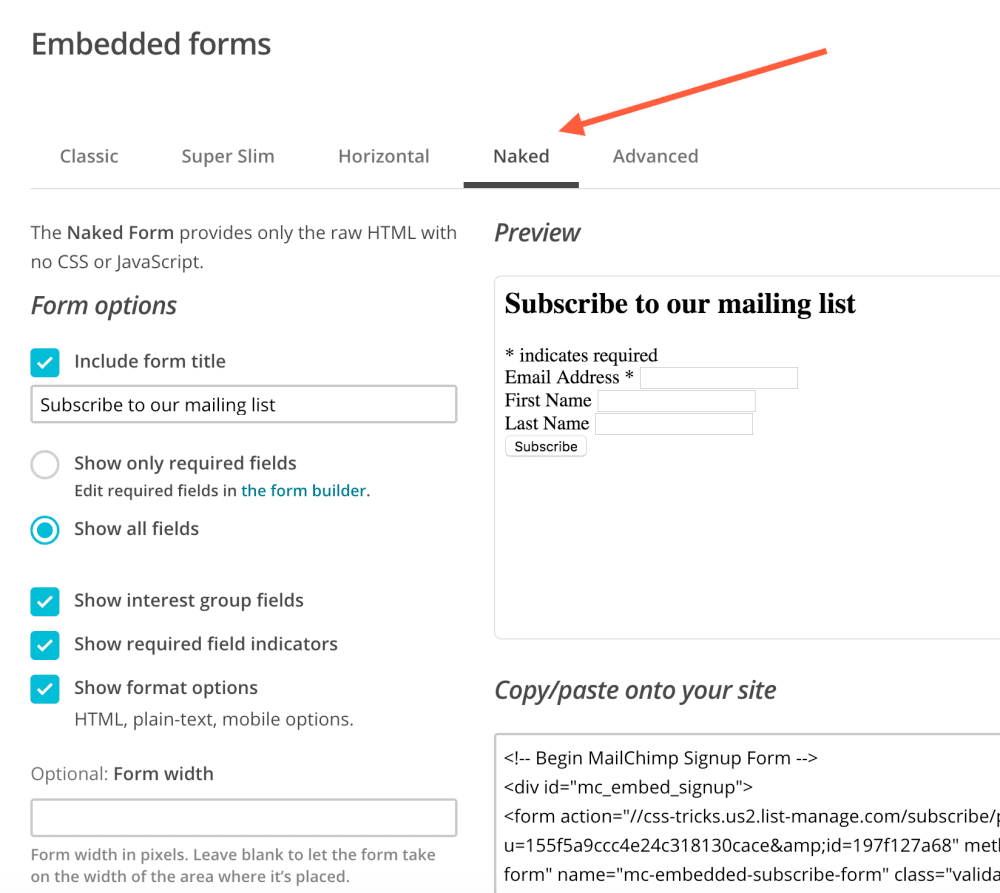 Embedded forms
Classic Super Slim Horizontal Naked Advanced
The Naked Form provides only the raw HTML with
no CSS or JavaScript.
Form options
Include form title
Subscribe to our mailing list
Show only required fields
Edit required fields in the form builder.
Show all fields
Show interest group fields
Show required field indicators
Show format options
HTML, plain-text, mobile options.
Optional: Form width
Form width in pixels. Leave blank to let the form take
on the width of the area where it’s placed.
Preview
Subscribe to our mailing list
* indicates required
Email Address *
First Name
Last Name
Subscribe
Copy/paste onto your site
<!-- Begin MailChimp Signup Form -->
<div id="mc_embed_signup">
<form action="//css-tricks.us2.list-manage.com/subscribe/p
u=155f5a9ccc4e24c318130cace&amp;id=197f127a68" meth
form" name="mc-embedded-subscribe-form" class="valida